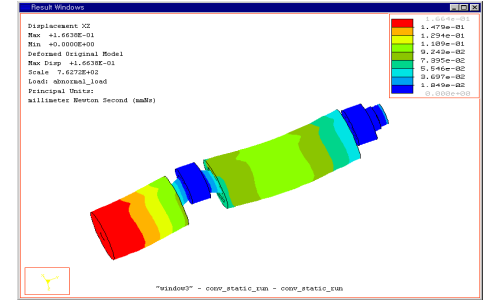 Result Windows
Displacement XZ
Max +1.6638E-01
Min +0.0000E+00
Deformed Original Model
Max Disp +1.6638E-01
Scale 7.6272E+02
Load: abnormal_load
Principal Units:
millimeter Newton Second (mmNs)
1.664e-01
1.479e-01
1.294e-01
1.109e-01
9.243e-02
7.395e-02
5.546e-02
3.697e-02
1.849e-02
0.000e+00
"window3" - conv_static_run - conv_static_run